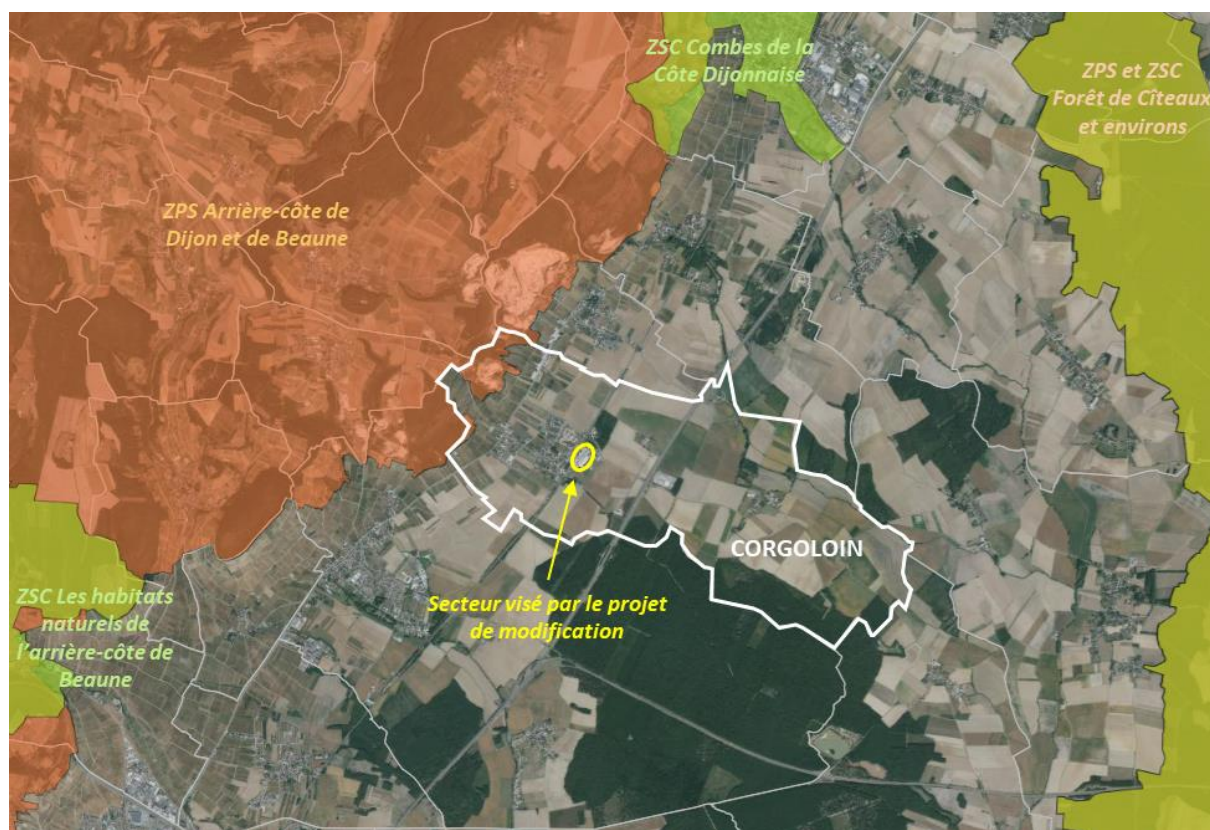 ZSC Combes de la
Côte Dijonnaise
ZPS et ZSC
Forêt de Cîteaux
et environs
ZPS Arrière-côte de
Dijon et de Beaune
CORGOLOIN
ZSC Les habitats
naturels de
l'arrière-côte de
Beaune
Secteur visé par le projet
de modification